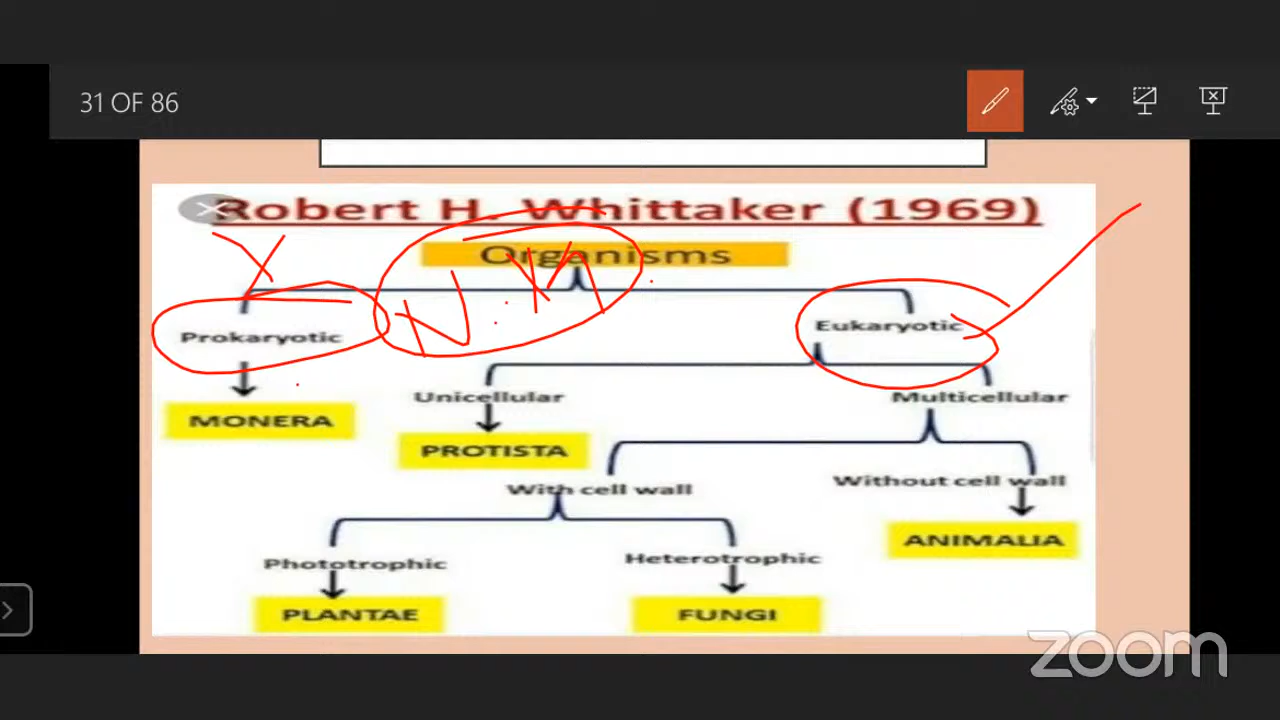 31 OF 86
Robert H. Whittaker (1969)
Organisms
Prokaryotic
Eukaryotic
MONERA
Unicellular
Multicellular
PROTISTA
With cell wall
Without cell wall
ANIMALIA
Phototrophic
Heterotrophic
PLANTAE
FUNGI
zoom